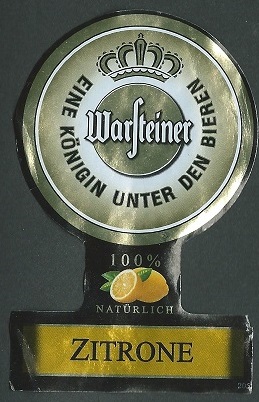 EINE KÖNIGIN UNTER DEN BIEREN
Warsteiner
100%
NATÜRLICH
ZITRONE